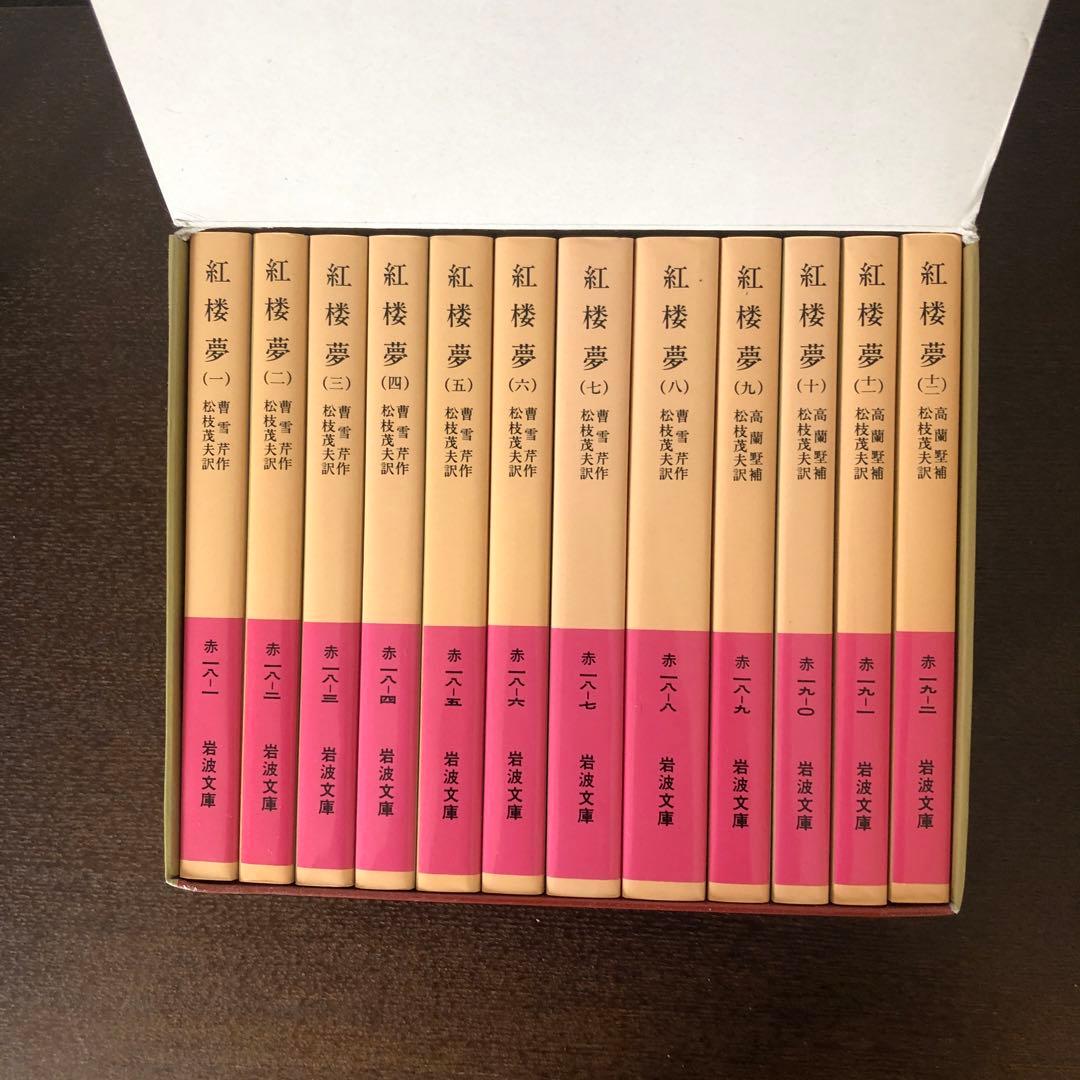 紅楼夢(一)
曹雪芹作
松枝茂夫訳
赤一八-一
岩波文庫
紅楼夢(二)
曹雪芹作
松枝茂夫訳
赤一八-二
岩波文庫
紅楼夢(三)
曹雪芹作
松枝茂夫訳
赤一八-三
岩波文庫
紅楼夢(四)
曹雪芹作
松枝茂夫訳
赤一八-四
岩波文庫
紅楼夢(五)
曹雪芹作
松枝茂夫訳
赤一八-五
岩波文庫
紅楼夢(六)
曹雪芹作
松枝茂夫訳
赤一八-六
岩波文庫
紅楼夢(七)
曹雪芹作
松枝茂夫訳
赤一八-七
岩波文庫
紅楼夢(八)
曹雪芹作
松枝茂夫訳
赤一八-八
岩波文庫
紅楼夢(九)
高蘭墅補
松枝茂夫訳
赤一八-九
岩波文庫
紅楼夢(十)
高蘭墅補
松枝茂夫訳
赤一九-〇
岩波文庫
紅楼夢(十一)
高蘭墅補
松枝茂夫訳
赤一九-一
岩波文庫
紅楼夢(十二)
高蘭墅補
松枝茂夫訳
赤一九-二
岩波文庫